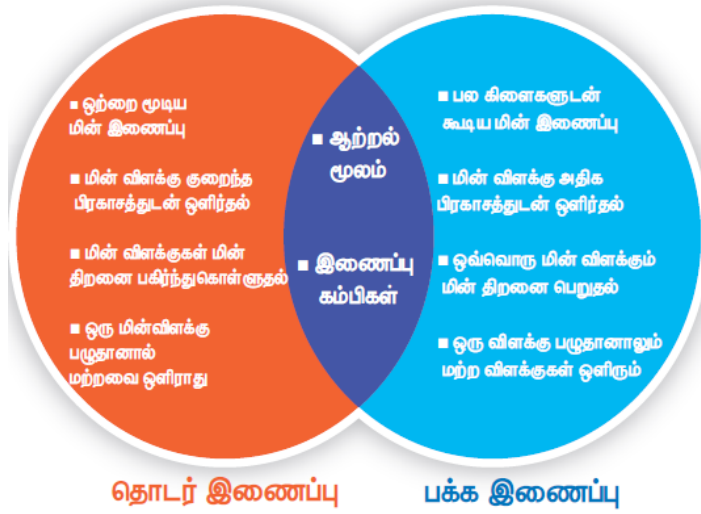 ■ ஒற்றை மூடிய
மின் இணைப்பு
■ மின் விளக்கு குறைந்த
பிரகாசத்துடன் ஒளிர்தல்
■ மின் விளக்குகள் மின்
திறனை பகிர்ந்துகொள்ளுதல்
■ ஒரு மின்விளக்கு
பழுதானால்
மற்றவை ஒளிராது
■ ஆற்றல்
மூலம்
■ இணைப்பு
கம்பிகள்
■ பல கிளைகளுடன்
கூடிய மின் இணைப்பு
■ மின் விளக்கு அதிக
பிரகாசத்துடன் ஒளிர்தல்
■ ஒவ்வொரு மின் விளக்கும்
மின் திறனை பெறுதல்
■ ஒரு விளக்கு பழுதானாலும்
மற்ற விளக்குகள் ஒளிரும்
தொடர் இணைப்பு
பக்க இணைப்பு